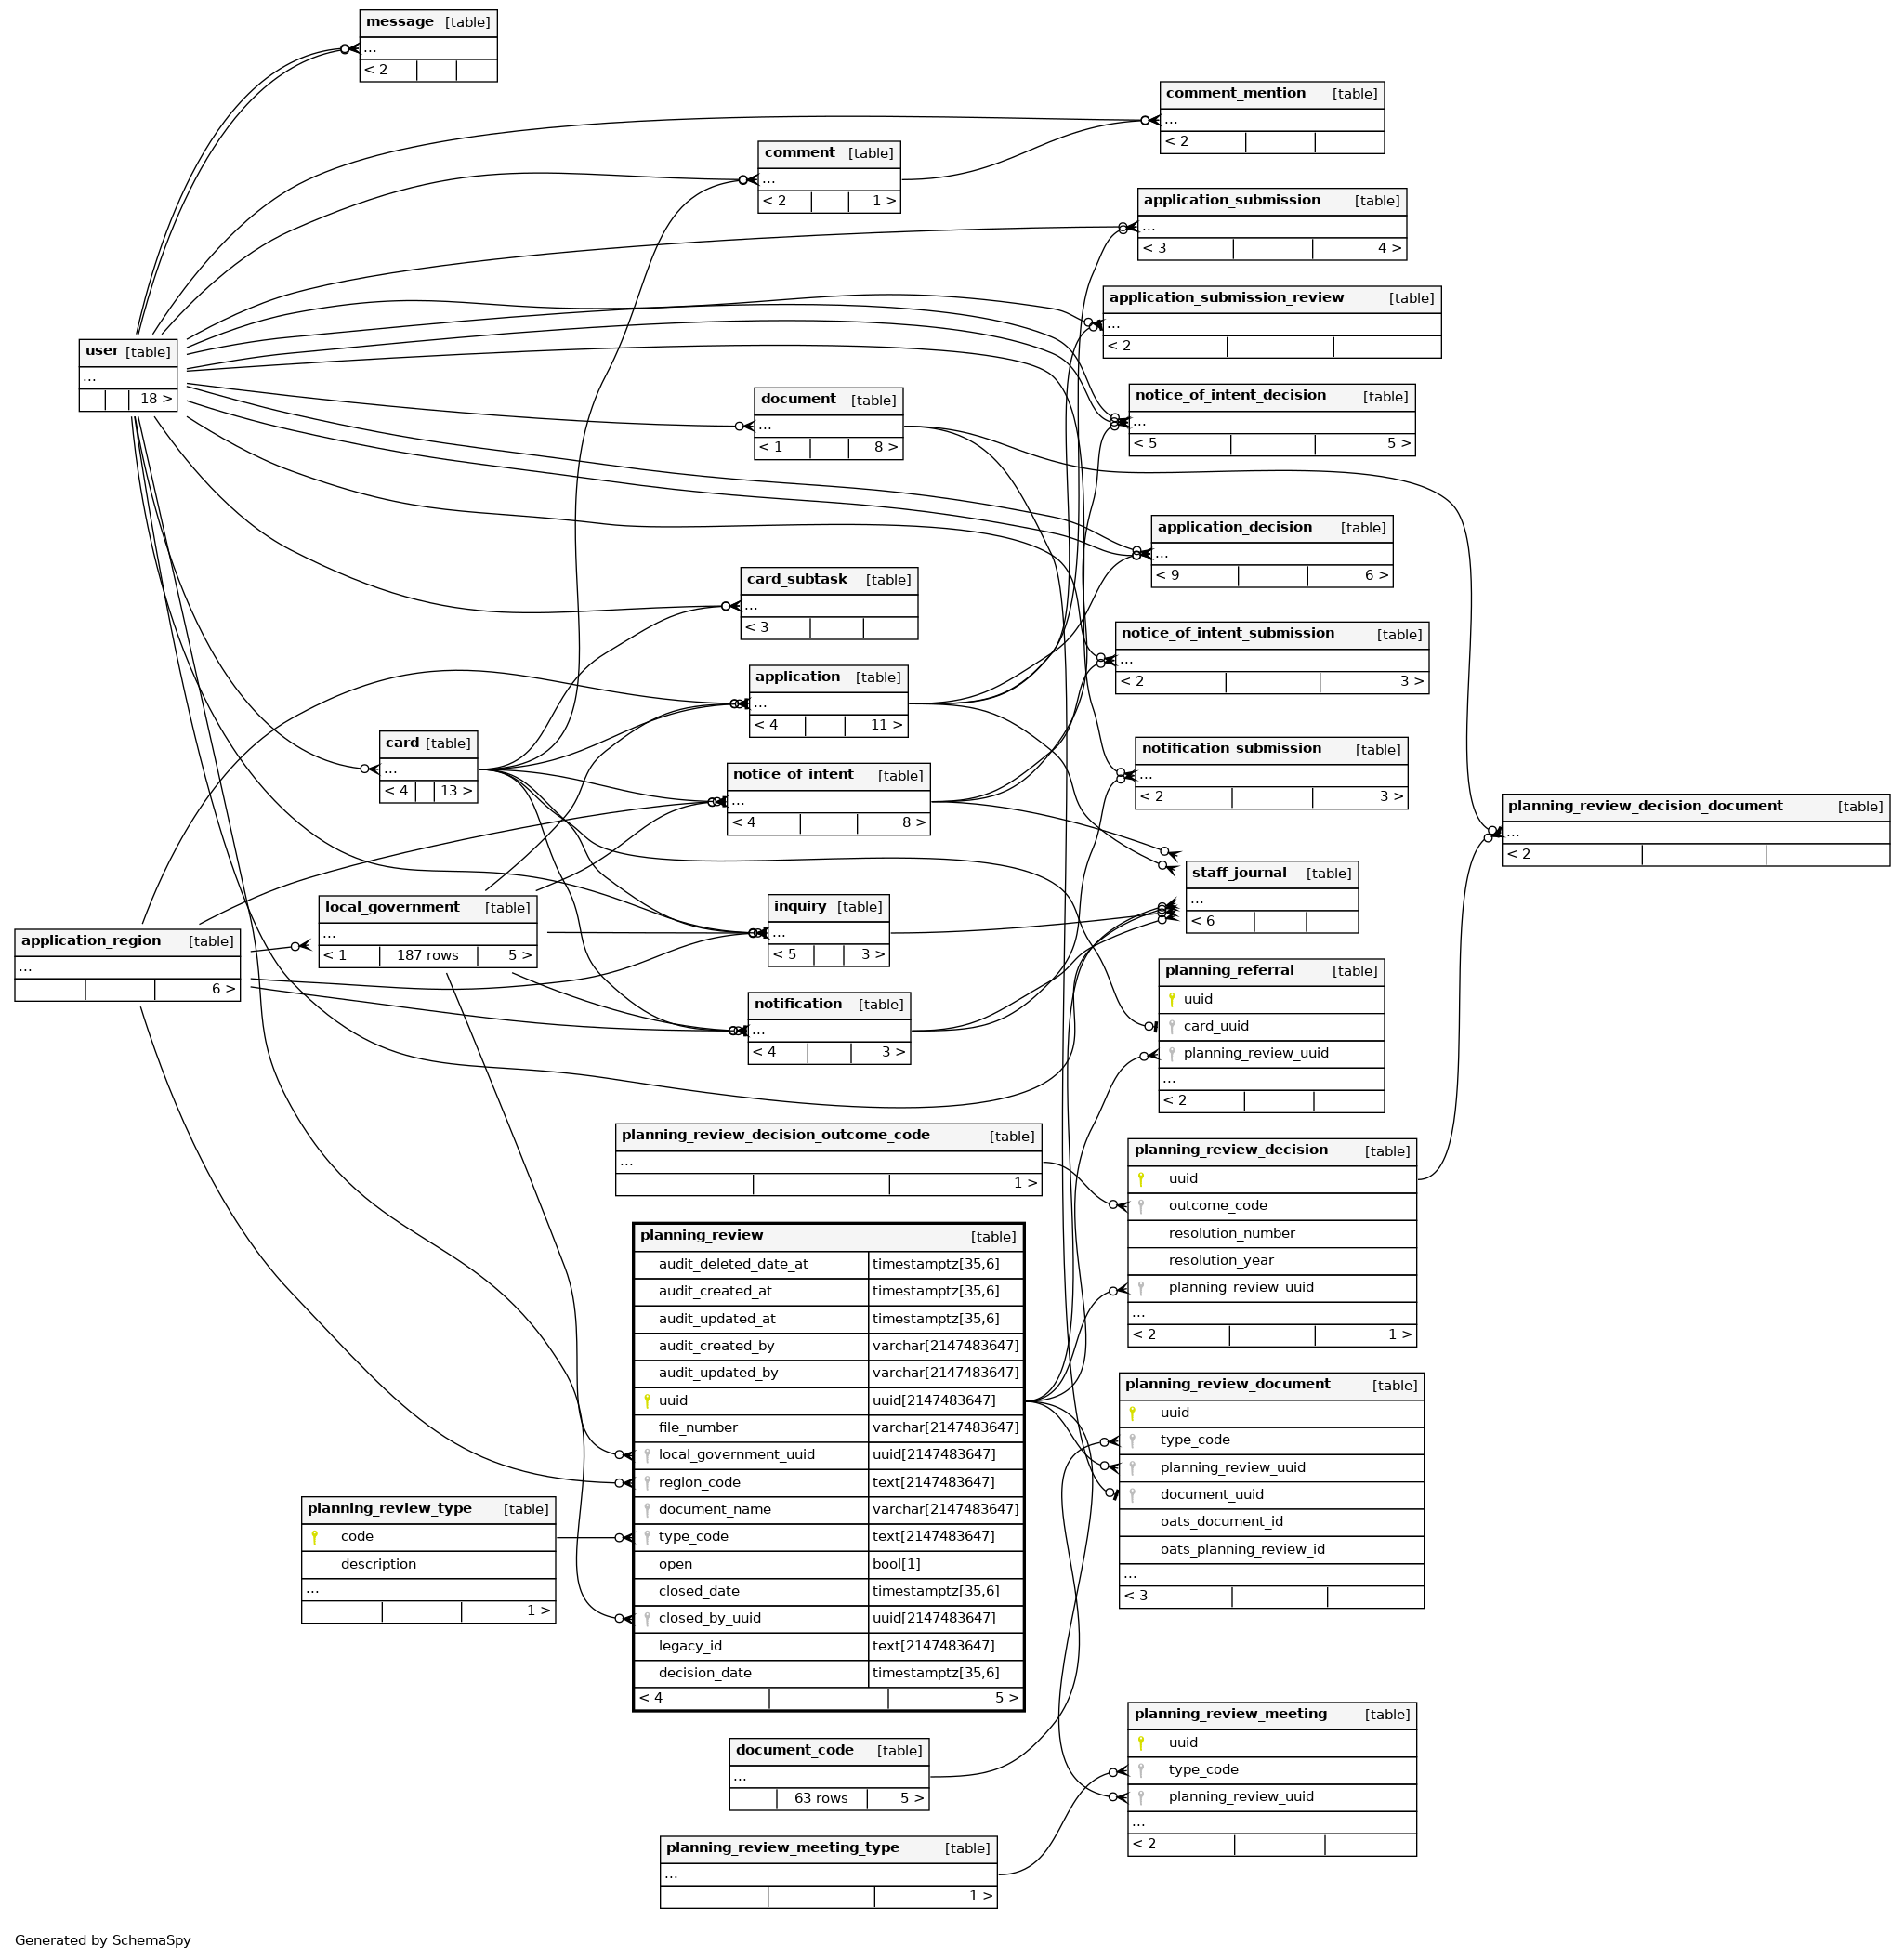 message [table]
...
< 2
comment_mention [table]
...
< 2
comment [table]
...
< 2 1 >
application_submission [table]
...
< 3 4 >
application_submission_review [table]
...
< 2
user [table]
...
18 >
document [table]
...
< 1 8 >
notice_of_intent_decision [table]
...
< 5 5 >
application_decision [table]
...
< 9 6 >
card_subtask [table]
...
< 3
notice_of_intent_submission [table]
...
< 2 3 >
application [table]
...
< 4 11 >
card [table]
...
< 4 13 >
notice_of_intent [table]
...
< 4 8 >
notification_submission [table]
...
< 2 3 >
planning_review_decision_document [table]
...
< 2
staff_journal [table]
...
< 6
local_government [table]
...
< 1 187 rows 5 >
inquiry [table]
...
< 5 3 >
application_region [table]
...
6 >
notification [table]
...
< 4 3 >
planning_referral [table]
uuid
card_uuid
planning_review_uuid
...
< 2
planning_review_decision_outcome_code [table]
...
1 >
planning_review_decision [table]
uuid
outcome_code
resolution_number
resolution_year
planning_review_uuid
...
< 2 1 >
planning_review [table]
audit_deleted_date_at timestamptz[35,6]
audit_created_at timestamptz[35,6]
audit_updated_at timestamptz[35,6]
audit_created_by varchar[2147483647]
audit_updated_by varchar[2147483647]
uuid uuid[2147483647]
file_number varchar[2147483647]
local_government_uuid uuid[2147483647]
region_code text[2147483647]
document_name varchar[2147483647]
type_code text[2147483647]
open bool[1]
closed_date timestamptz[35,6]
closed_by_uuid uuid[2147483647]
legacy_id text[2147483647]
decision_date timestamptz[35,6]
< 4 5 >
planning_review_document [table]
uuid
type_code
planning_review_uuid
document_uuid
oats_document_id
oats_planning_review_id
...
< 3
planning_review_type [table]
code
description
...
1 >
planning_review_meeting [table]
uuid
type_code
planning_review_uuid
...
< 2
document_code [table]
...
63 rows 5 >
planning_review_meeting_type [table]
...
1 >
Generated by SchemaSpy